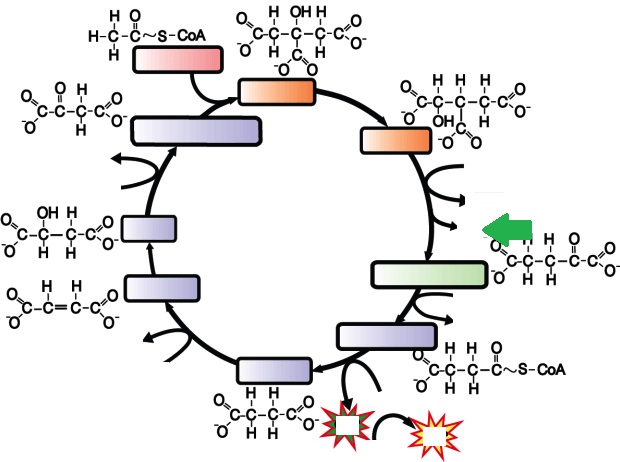 H O
H–C–C~S–CoA
H
H OH H
O C–C–C–C–C O
⁻O H C H O⁻
⁻O O
O O H O
C–C–C–C
⁻O H O⁻
O H H H O
C–C–C–C–C
⁻O OH C H O⁻
⁻O O
O OH H O
C–C–C–C
⁻O H H O⁻
O H H O O
C–C–C–C–C
⁻O H H O⁻
O H H O
C–C=C–C
⁻O O⁻
O H H O
C–C–C–C~S–CoA
⁻O H H
O H H O
C–C–C–C
⁻O H H O⁻